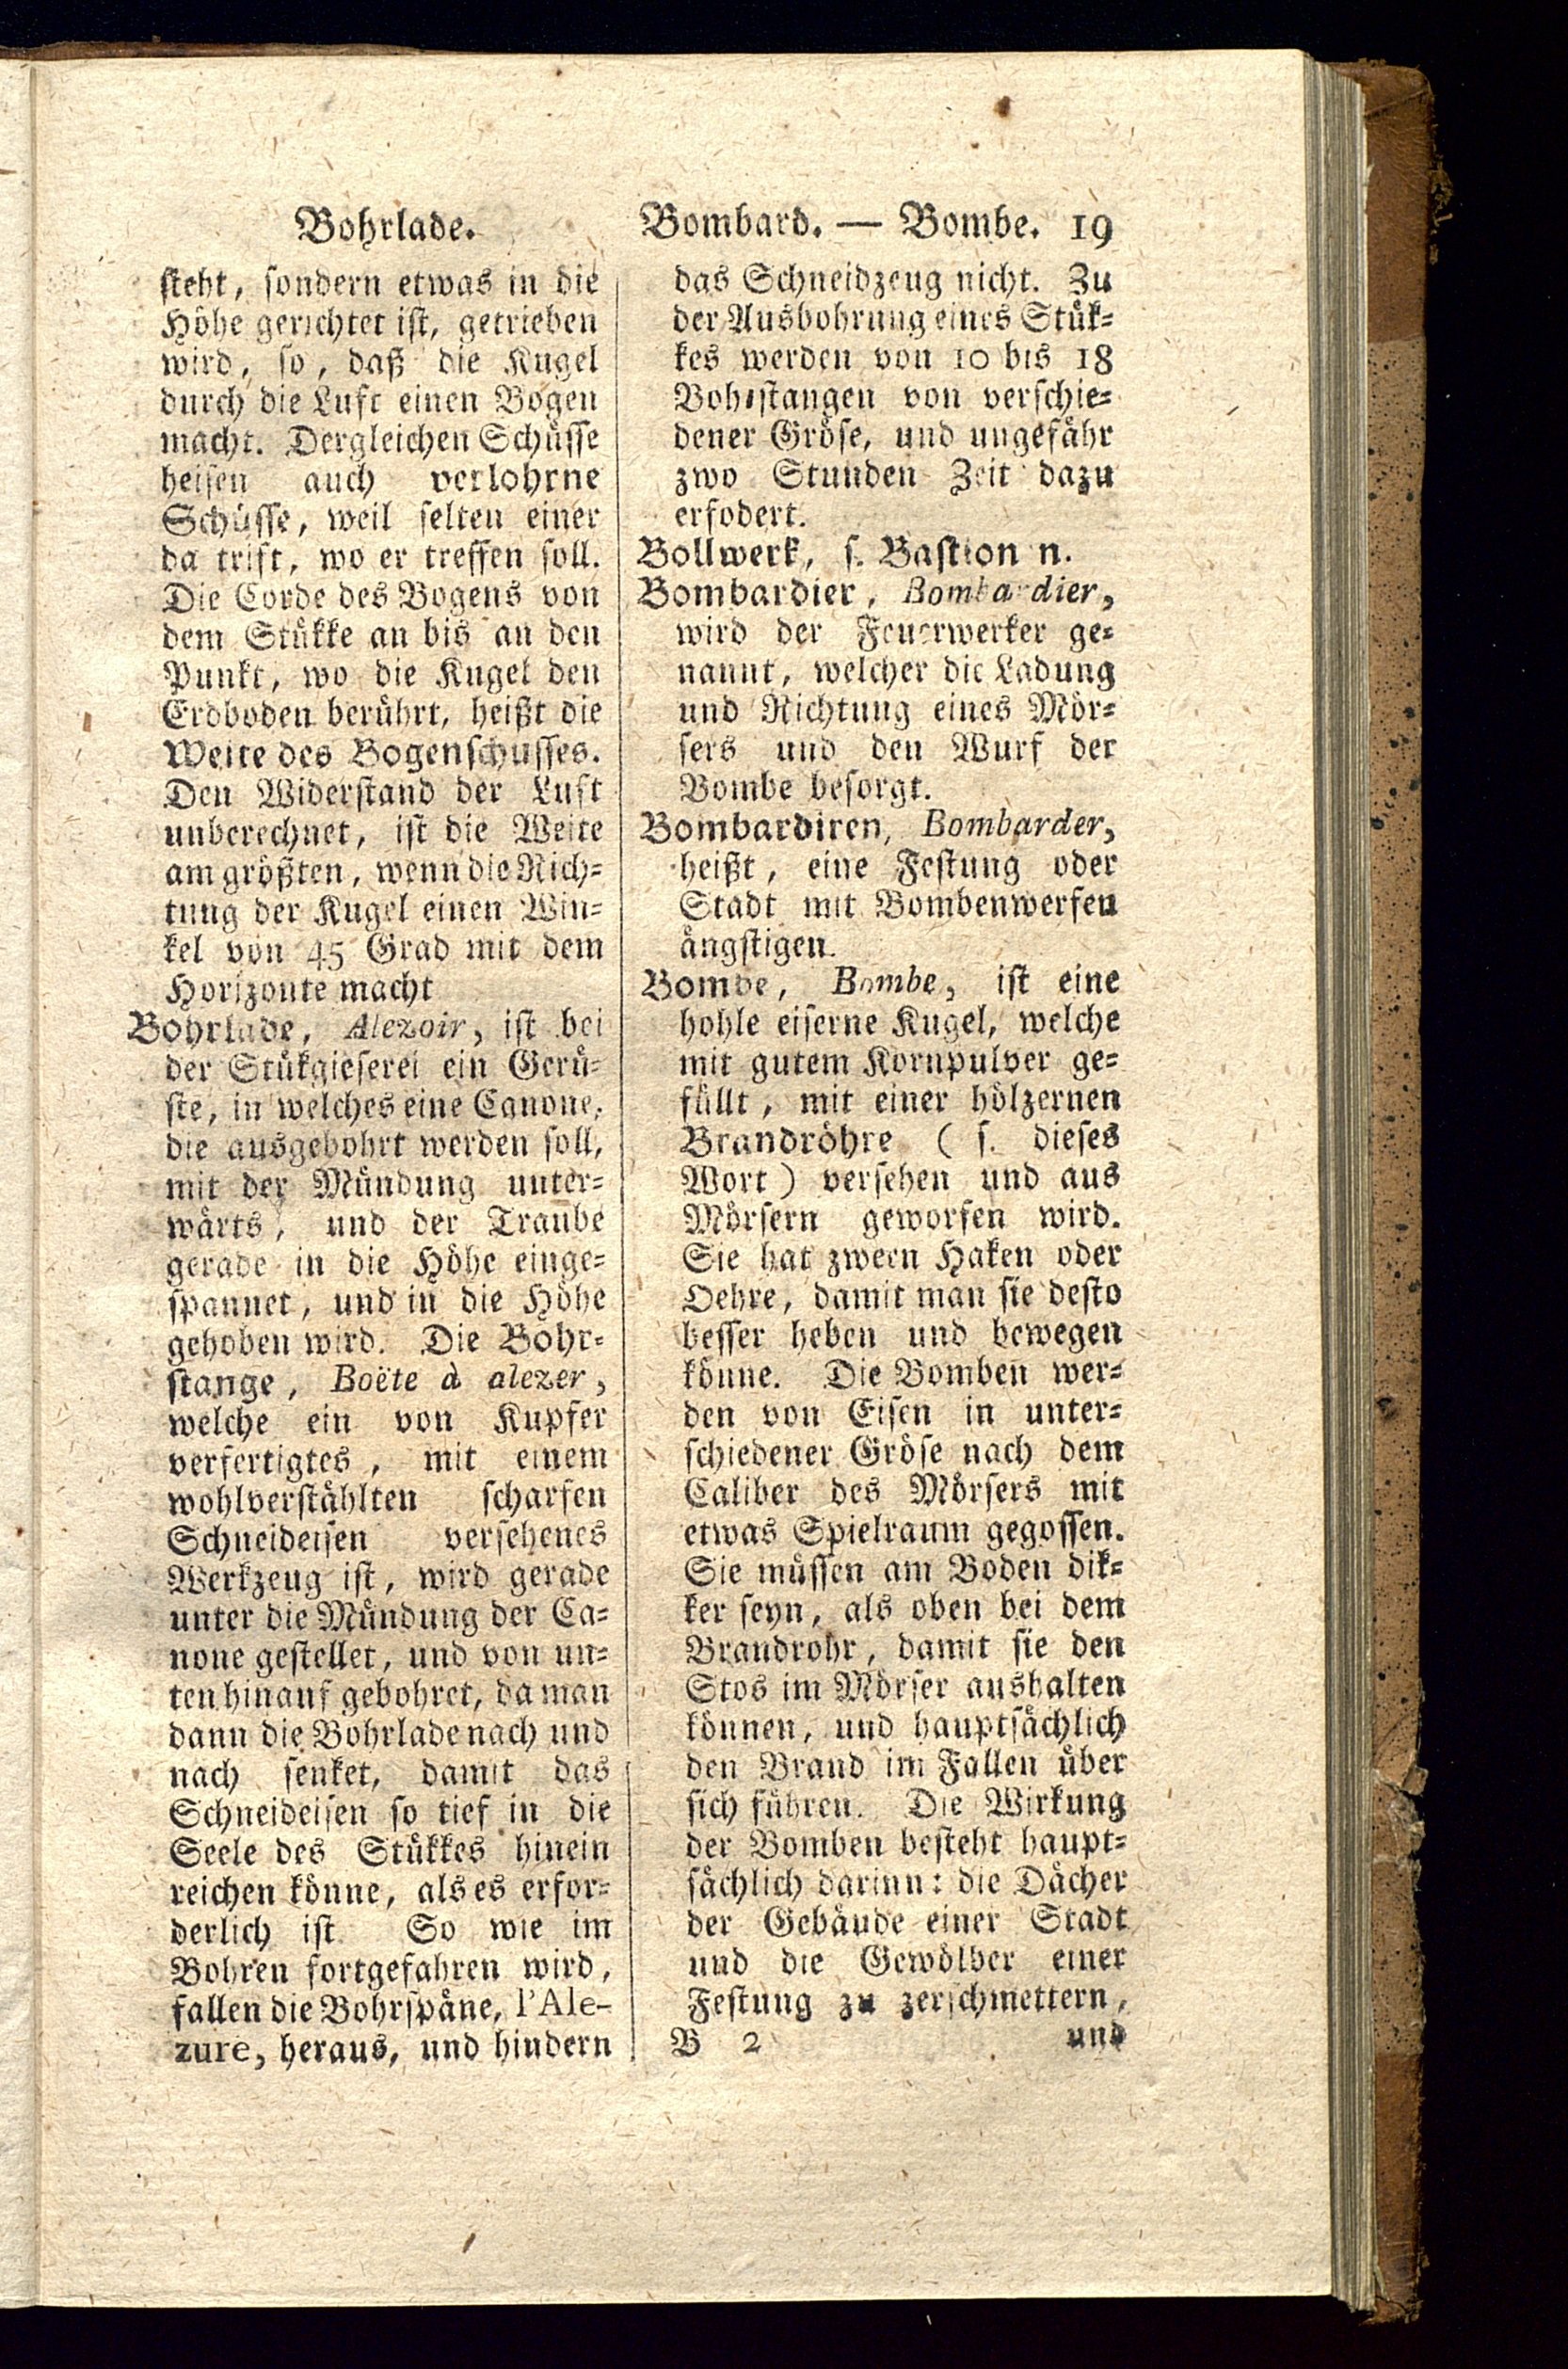 Bohrlade.
steht, sondern etwas in die
Höhe gerichtet ist, getrieben
wird, so, daß die Kugel
durch die Luft einen Bogen
macht. Dergleichen Schüsse
heisen auch verlohrne
Schüsse, weil selten einer
da trift, wo er treffen soll.
Die Corde des Bogens von
dem Stükke an bis an den
Punkt, wo die Kugel den
Erdboden berührt, heißt die
Weite des Bogenschusses.
Den Widerstand der Luft
unberechnet, ist die Weite
am größten, wenn die Rich-
tung der Kugel einen Win-
kel von 45 Grad mit dem
Horizonte macht
Bohrlade, Alezoir, ist bei
der Stükgieserei ein Gerü-
ste, in welches eine Canone,
die ausgebohrt werden soll,
mit der Mündung unter-
wärts, und der Traube
gerade in die Höhe einge-
spannet, und in die Höhe
gehoben wird. Die Bohr-
stange, Boëte à alezer,
welche ein von Kupfer
verfertigtes, mit einem
wohlverstählten scharfen
Schneideisen versehenes
Werkzeug ist, wird gerade
unter die Mündung der Ca-
none gestellet, und von un-
ten hinauf gebohret, da man
dann die Bohrlade nach und
nach senket, damit das
Schneideisen so tief in die
Seele des Stükkes hinein
reichen könne, als es erfor-
derlich ist So wie im
Bohren fortgefahren wird,
fallen die Bohrspäne, l'Ale-
zure, heraus, und hindern
Bombard. — Bombe. 19
das Schneidzeug nicht. Zu
der Ausbohrung eines Stük-
kes werden von 10 bis 18
Bohrstangen von verschie-
dener Gröse, und ungefähr
zwo Stunden Zeit dazu
erfodert.
Bollwerk, s. Bastion n.
Bombardier, Bombardier,
wird der Feuerwerker ge-
nannt, welcher die Ladung
und Richtung eines Mör-
sers und den Wurf der
Bombe besorgt.
Bombardiren, Bombarder,
heißt, eine Festung oder
Stadt mit Bombenwerfen
ängstigen.
Bombe, Bombe, ist eine
hohle eiserne Kugel, welche
mit gutem Kornpulver ge-
füllt, mit einer hölzernen
Brandröhre (s. dieses
Wort) versehen und aus
Mörsern geworfen wird.
Sie hat zween Haken oder
Oehre, damit man sie desto
besser heben und bewegen
könne. Die Bomben wer-
den von Eisen in unter-
schiedener Gröse nach dem
Caliber des Mörsers mit
etwas Spielraum gegossen.
Sie müssen am Boden dik-
ker seyn, als oben bei dem
Brandrohr, damit sie den
Stos im Mörser aushalten
können, und hauptsächlich
den Brand im Fallen über
sich führen. Die Wirkung
der Bomben besteht haupt-
sächlich darinn: die Dächer
der Gebäude einer Stadt
und die Gewölber einer
Festung zu zerschmettern,
B 2 und